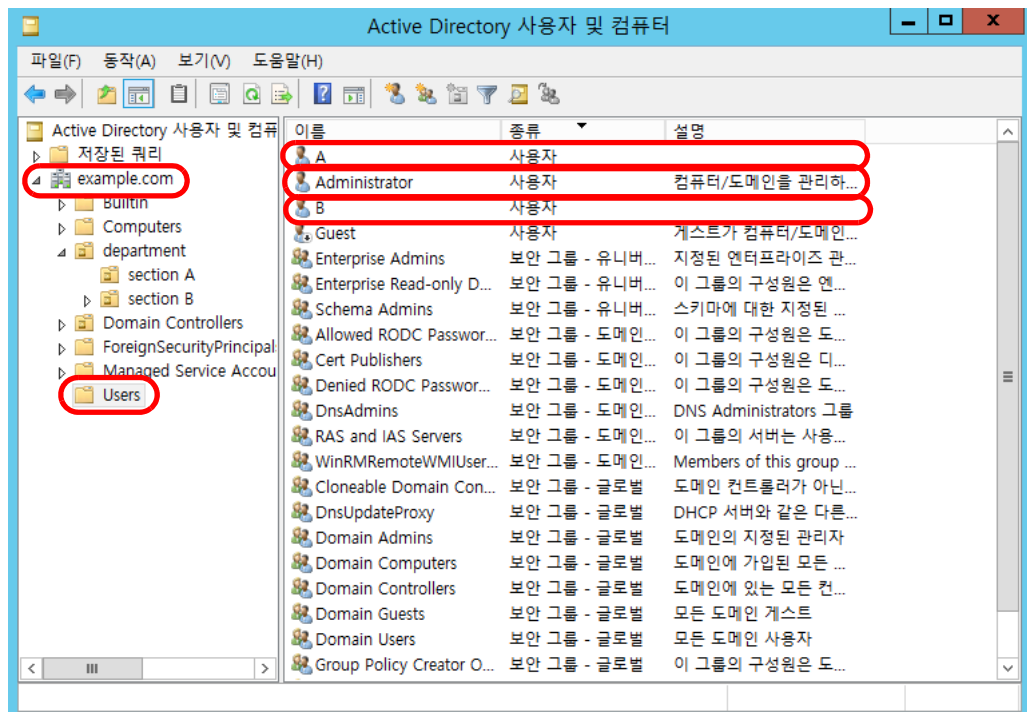 Active Directory 사용자 및 컴퓨터
파일(F) 동작(A) 보기(V) 도움말(H)
Active Directory 사용자 및 컴퓨
저장된 쿼리
example.com
Builtin
Computers
department
section A
section B
Domain Controllers
ForeignSecurityPrincipal
Managed Service Accou
Users
이름 종류 설명
A 사용자
Administrator 사용자 컴퓨터/도메인을 관리하...
B 사용자
Guest 사용자 게스트가 컴퓨터/도메인...
Enterprise Admins 보안 그룹 - 유니버... 지정된 엔터프라이즈 관...
Enterprise Read-only D... 보안 그룹 - 유니버... 이 그룹의 구성원은 엔...
Schema Admins 보안 그룹 - 유니버... 스키마에 대한 지정된 ...
Allowed RODC Passwor... 보안 그룹 - 도메인... 이 그룹의 구성원은 도...
Cert Publishers 보안 그룹 - 도메인... 이 그룹의 구성원은 디...
Denied RODC Passwor... 보안 그룹 - 도메인... 이 그룹의 구성원은 도...
DnsAdmins 보안 그룹 - 도메인... DNS Administrators 그룹
RAS and IAS Servers 보안 그룹 - 도메인... 이 그룹의 서버는 사용...
WinRMRemoteWMIUser... 보안 그룹 - 도메인... Members of this group ...
Cloneable Domain Con... 보안 그룹 - 글로벌 도메인 컨트롤러가 아닌...
DnsUpdateProxy 보안 그룹 - 글로벌 DHCP 서버와 같은 다른...
Domain Admins 보안 그룹 - 글로벌 도메인의 지정된 관리자
Domain Computers 보안 그룹 - 글로벌 도메인에 가입된 모든 ...
Domain Controllers 보안 그룹 - 글로벌 도메인에 있는 모든 컨...
Domain Guests 보안 그룹 - 글로벌 모든 도메인 게스트
Domain Users 보안 그룹 - 글로벌 모든 도메인 사용자
Group Policy Creator O... 보안 그룹 - 글로벌 이 그룹의 구성원은 도...